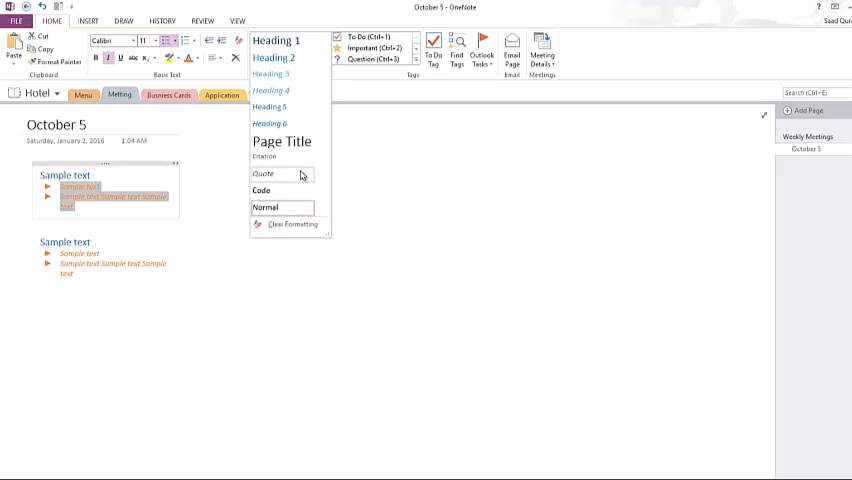 October 5 - OneNote
FILE HOME INSERT DRAW HISTORY REVIEW VIEW
Saad Qure
Paste
Cut
Copy
Format Painter
Clipboard
Calibri 11
B I U abc
Basic Text
Heading 1
Heading 2
Heading 3
Heading 4
Heading 5
Heading 6
Page Title
Citation
Quote
Code
Normal
Clear Formatting
To Do (Ctrl+1)
Important (Ctrl+2)
Question (Ctrl+3)
To Do Tag
Find Tags
Outlook Tasks
Tags
Email Page
Email
Meeting Details
Meetings
Hotel
Menu Metting Busniess Cards Application
Search (Ctrl+E)
Add Page
Weekly Meetings
October 5
October 5
Saturday, January 2, 2016 1:04 AM
Sample text
Sample text
Sample text Sample text Sample
text
Sample text
Sample text
Sample text Sample text Sample
text